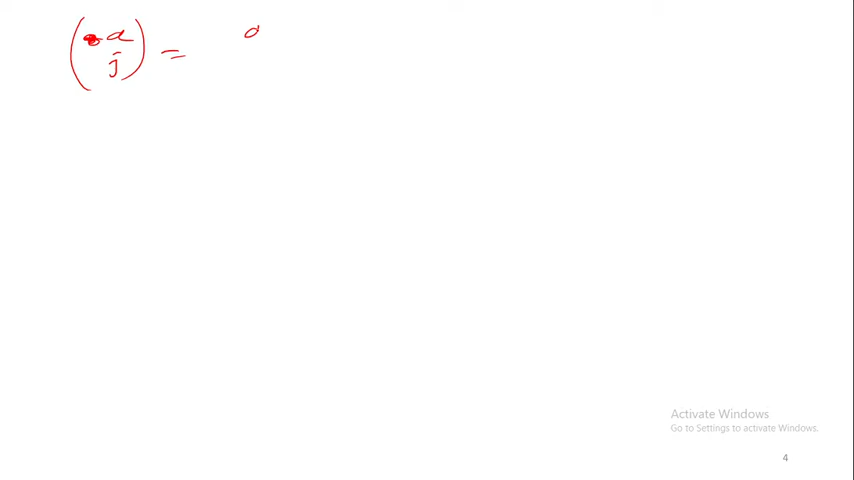 (α
j) = α
Activate Windows
Go to Settings to activate Windows.
4